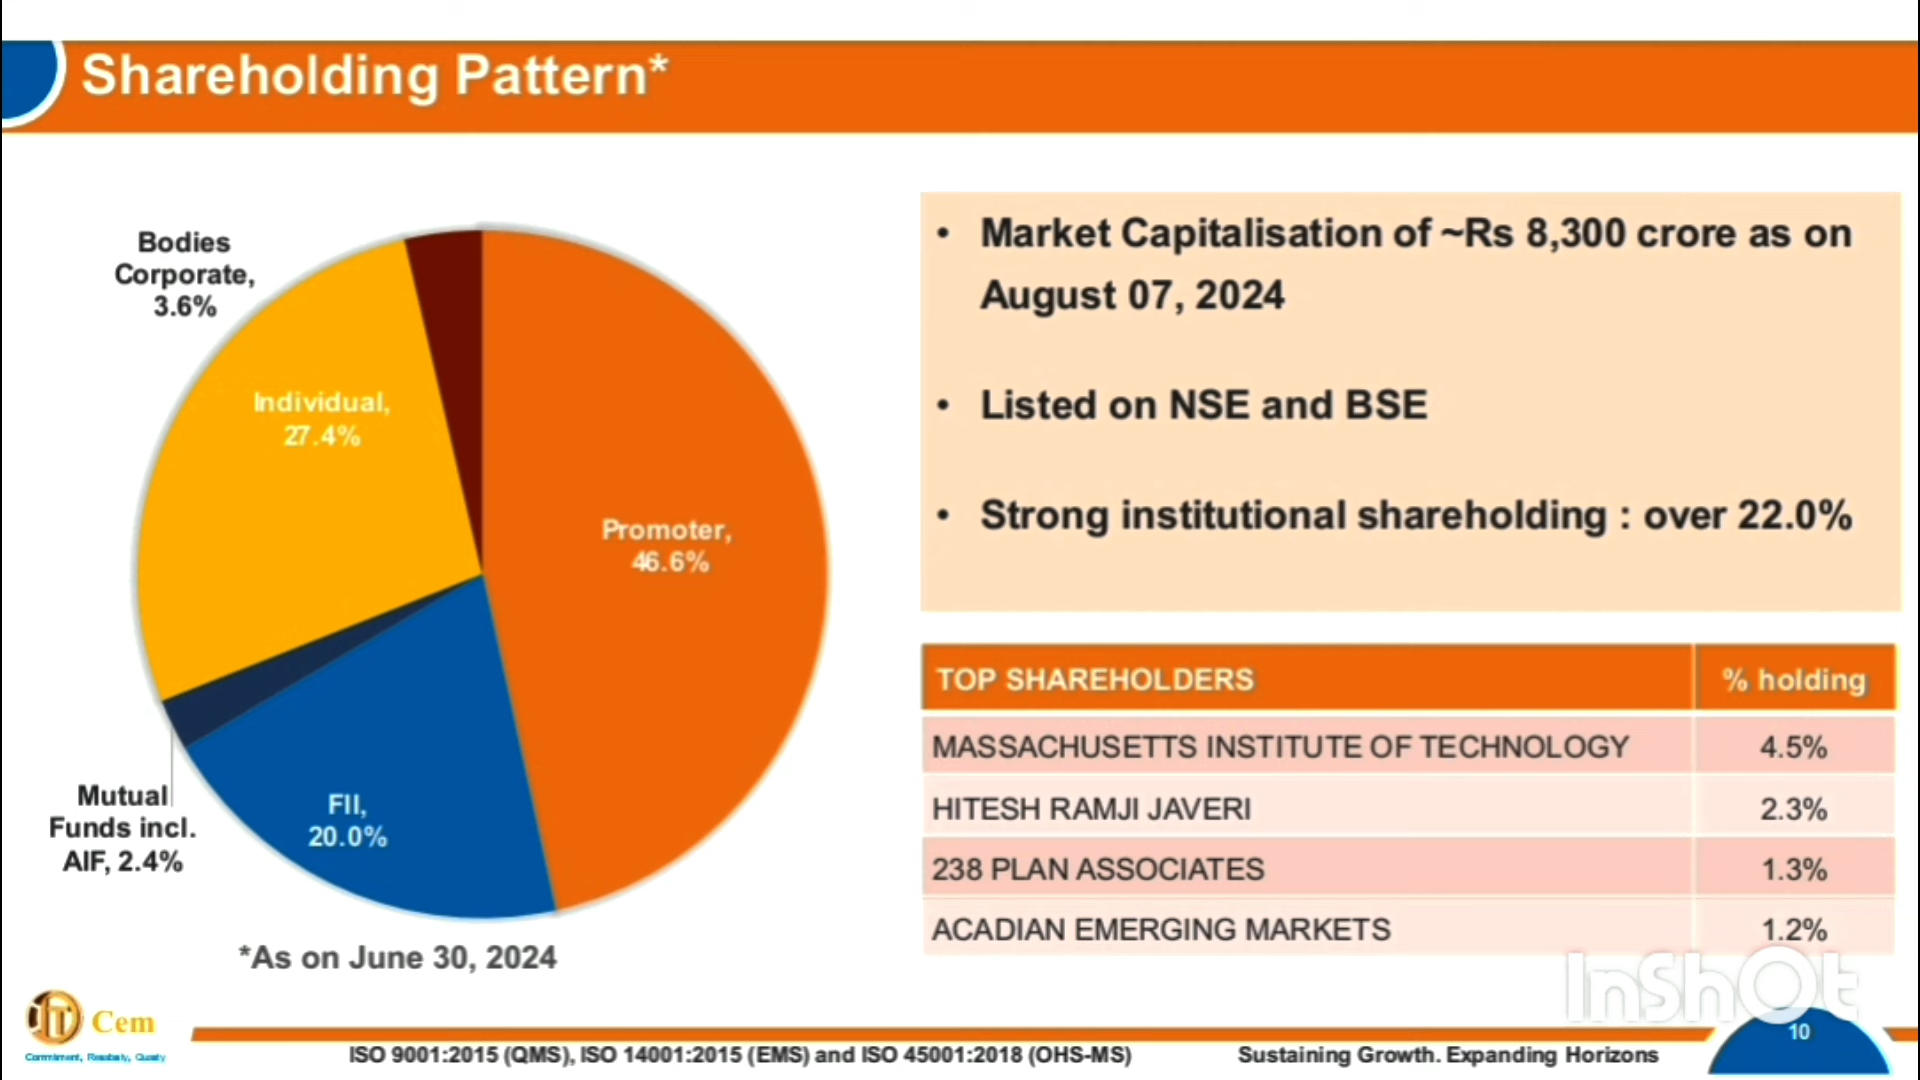 Shareholding Pattern*
Bodies
Corporate,
3.6%
Individual,
27.4%
Promoter,
46.6%
FII,
20.0%
Mutual
Funds incl.
AIF, 2.4%
*As on June 30, 2024
• Market Capitalisation of ~Rs 8,300 crore as on
August 07, 2024
• Listed on NSE and BSE
• Strong institutional shareholding : over 22.0%
TOP SHAREHOLDERS % holding
MASSACHUSETTS INSTITUTE OF TECHNOLOGY 4.5%
HITESH RAMJI JAVERI 2.3%
238 PLAN ASSOCIATES 1.3%
ACADIAN EMERGING MARKETS 1.2%
InShOt
Cem
Commitment, Quality
ISO 9001:2015 (QMS), ISO 14001:2015 (EMS) and ISO 45001:2018 (OHS-MS)
Sustaining Growth. Expanding Horizons
10